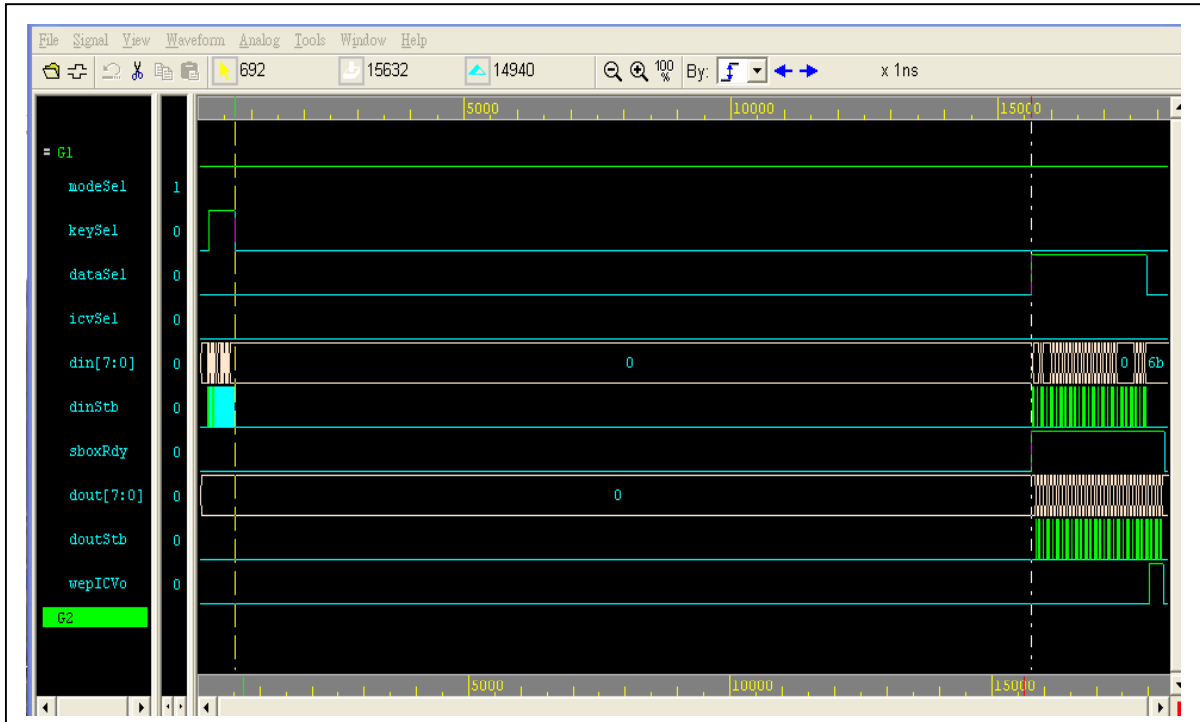 File Signal View Waveform Analog Tools Window Help
692 15632 14940 100 % By: x 1ns
5000 10000 15000
= G1
modeSel 1
keySel 0
dataSel 0
icvSel 0
din[7:0] 0 0 0 6b
dinStb 0
sboxRdy 0
dout[7:0] 0 0
doutStb 0
wepICVo 0
G2
5000 10000 15000